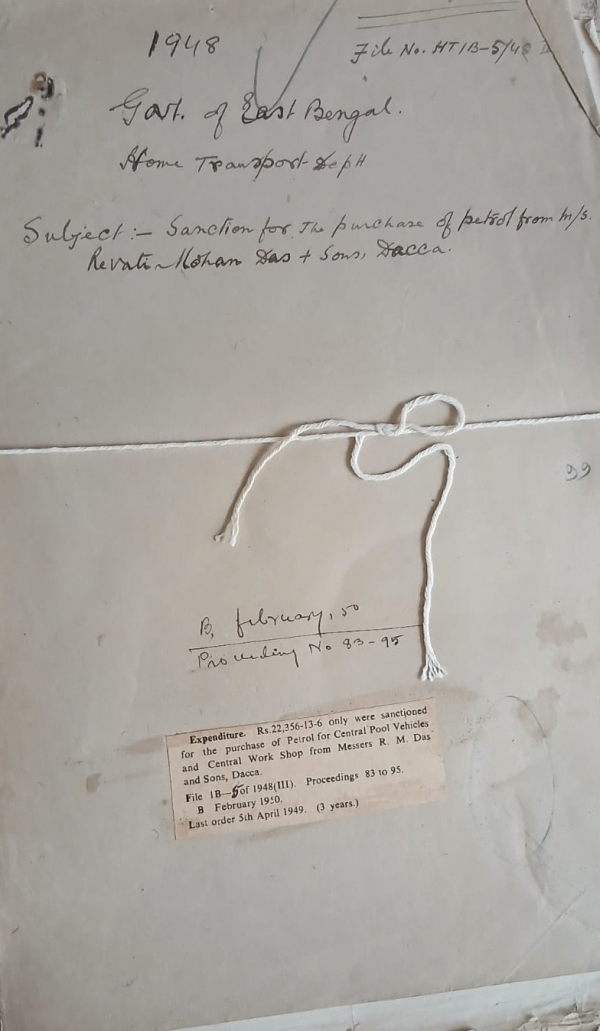 1948
File No. HT1B-5/48
Govt. of East Bengal.
Home Transport Deptt
Subject:- Sanction for the purchase of petrol from M/s.
Revati Mohan Das + Sons, Dacca.
99
B, February, 50
Proceeding No 83-95
Expenditure. Rs.22,356-13-6 only were sanctioned
for the purchase of Petrol for Central Pool Vehicles
and Central Work Shop from Messers R. M. Das
and Sons, Dacca.
File 1B—5 of 1948(III). Proceedings 83 to 95.
B February 1950.
Last order 5th April 1949. (3 years.)